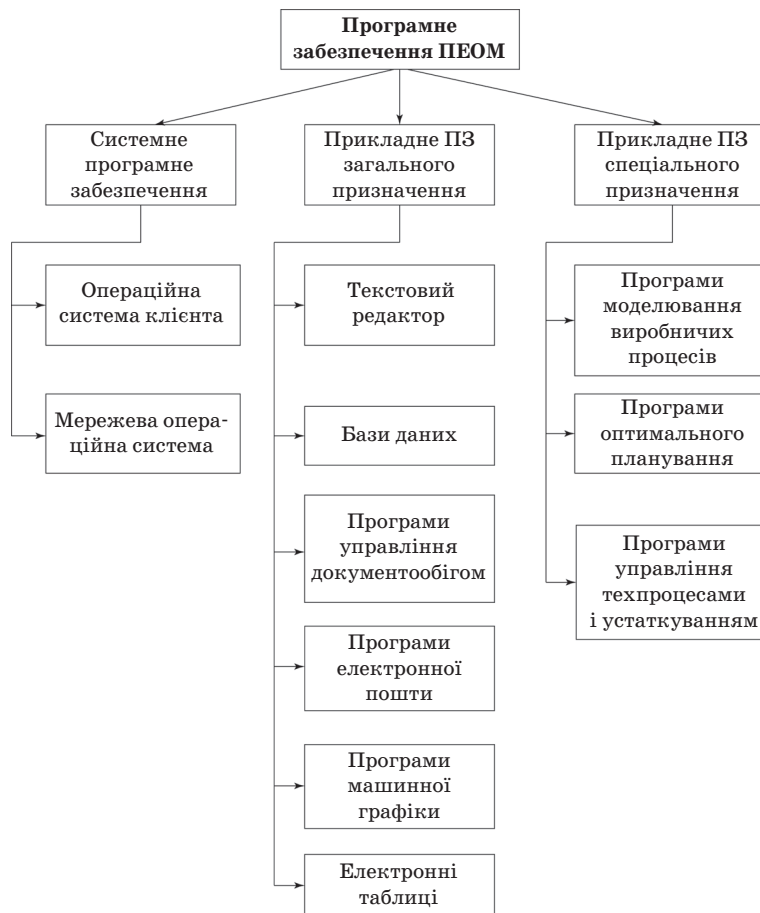 Програмне
забезпечення ПЕОМ
Системне
програмне
забезпечення
Прикладне ПЗ
загального
призначення
Прикладне ПЗ
спеціального
призначення
Операційна
система клієнта
Мережева опера-
ційна система
Текстовий
редактор
Бази даних
Програми
управління
документообігом
Програми
електронної
пошти
Програми
машинної
графіки
Електронні
таблиці
Програми
моделювання
виробничих
процесів
Програми
оптимального
планування
Програми
управління
техпроцесами
і устаткуванням